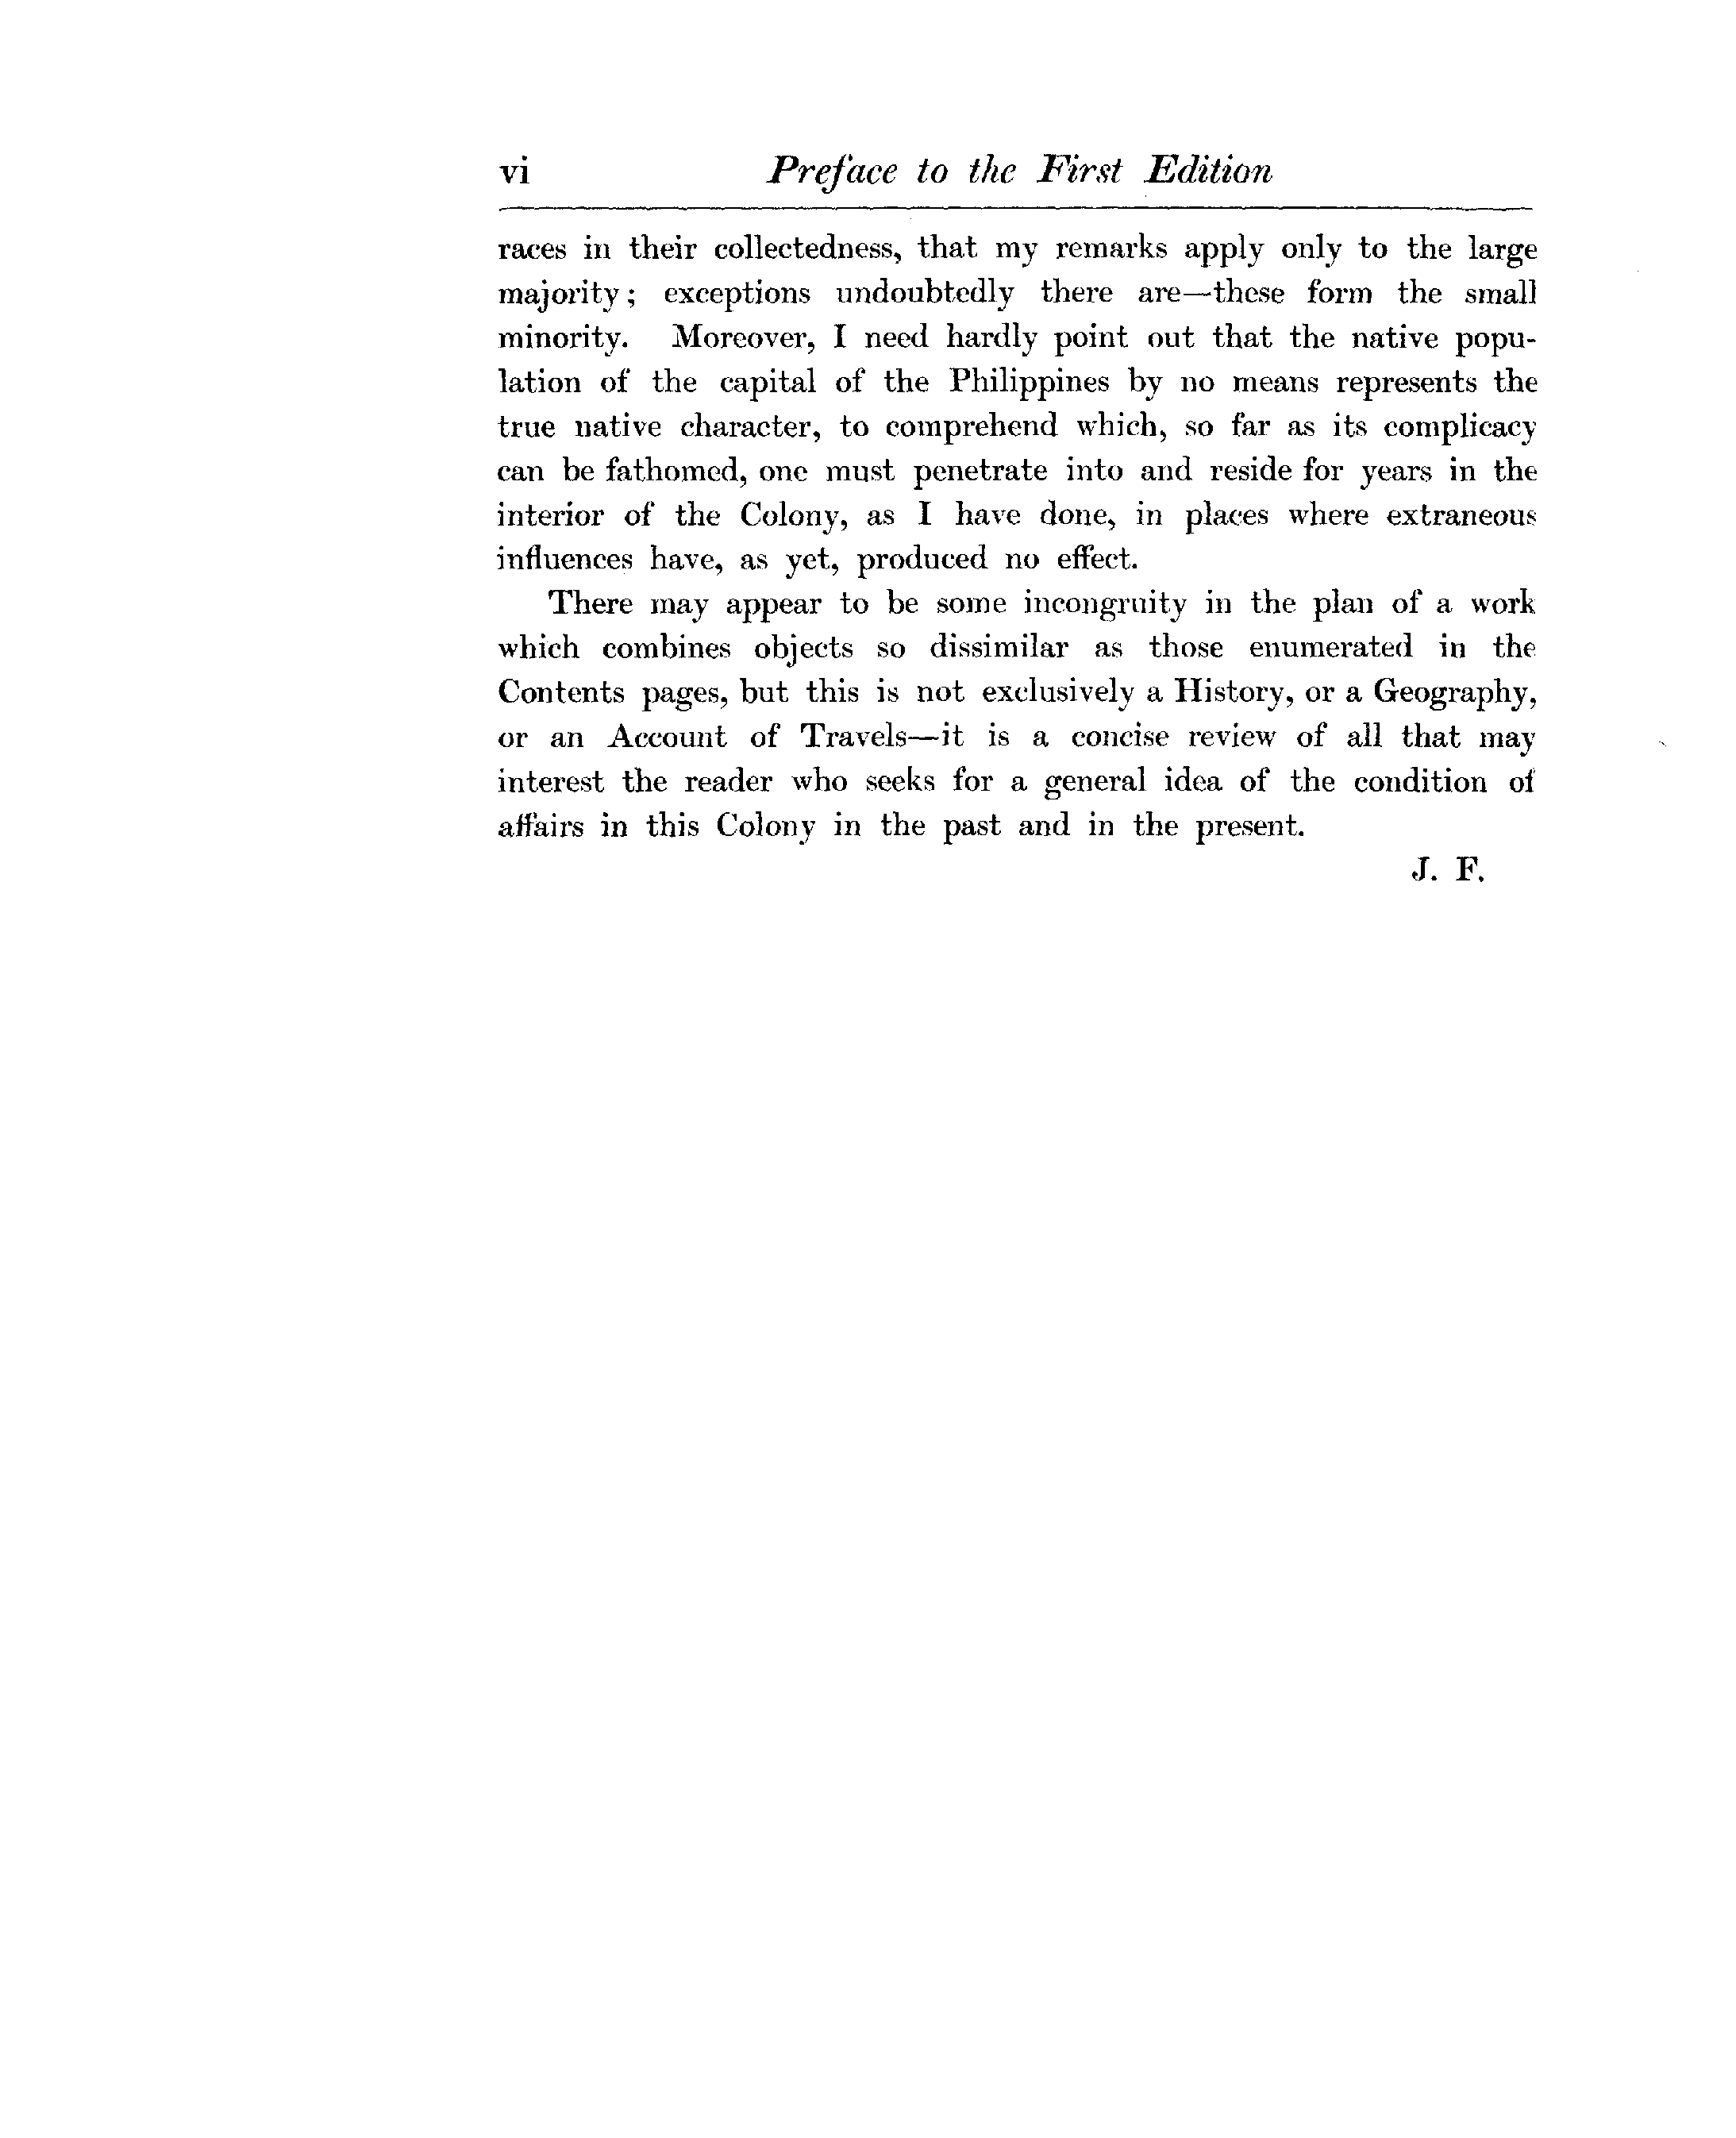 vi Preface to the First Edition
races in their collectedness, that my remarks apply only to the large
majority; exceptions undoubtedly there are—these form the small
minority. Moreover, I need hardly point out that the native popu-
lation of the capital of the Philippines by no means represents the
true native character, to comprehend which, so far as its complicacy
can be fathomed, one must penetrate into and reside for years in the
interior of the Colony, as I have done, in places where extraneous
influences have, as yet, produced no effect.
There may appear to be some incongruity in the plan of a work
which combines objects so dissimilar as those enumerated in the
Contents pages, but this is not exclusively a History, or a Geography,
or an Account of Travels—it is a concise review of all that may
interest the reader who seeks for a general idea of the condition of
affairs in this Colony in the past and in the present.
J. F.